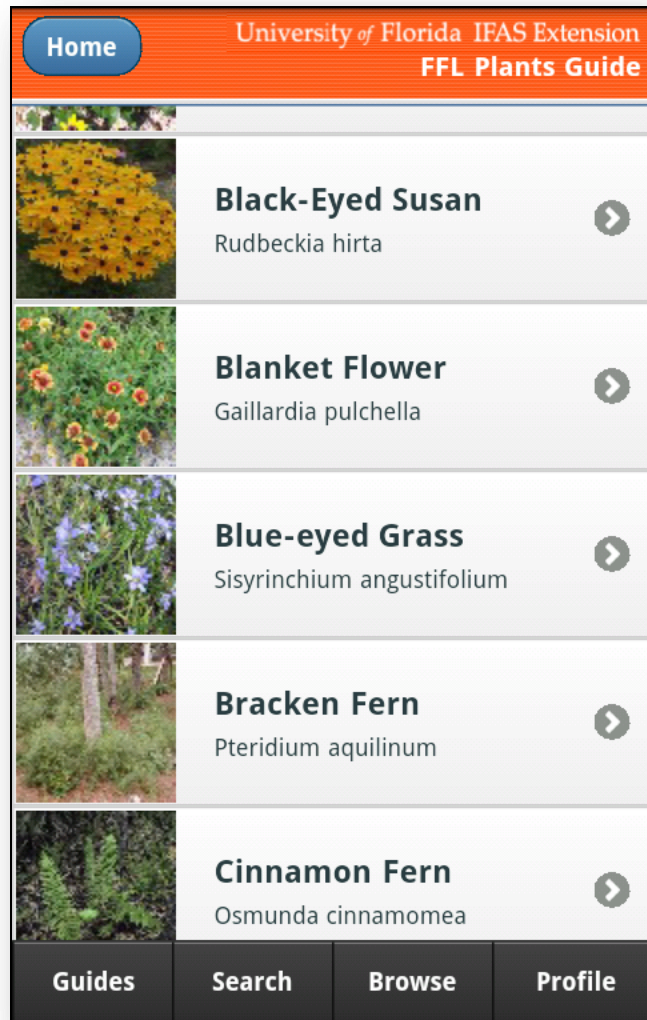 Home
University of Florida IFAS Extension
FFL Plants Guide
Black-Eyed Susan
Rudbeckia hirta
Blanket Flower
Gaillardia pulchella
Blue-eyed Grass
Sisyrinchium angustifolium
Bracken Fern
Pteridium aquilinum
Cinnamon Fern
Osmunda cinnamomea
Guides
Search
Browse
Profile